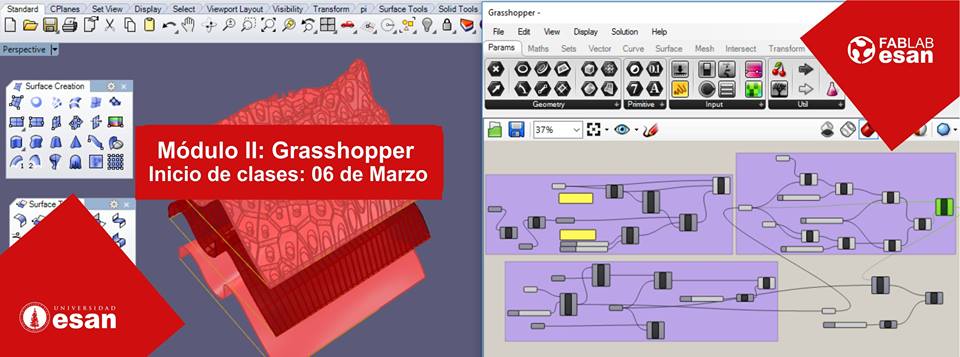 Standard CPlanes Set View Display Select Viewport Layout Visibility Transform pi Surface Tools Solid Tools
Perspective
Surface Creation
Surface T
Módulo II: Grasshopper
Inicio de clases: 06 de Marzo
UNIVERSIDAD
esan
Grasshopper -
File Edit View Display Solution Help
Params Maths Sets Vector Curve Surface Mesh Intersect Transform
Geometry Primitive Input Util
37%
FABLAB
esan